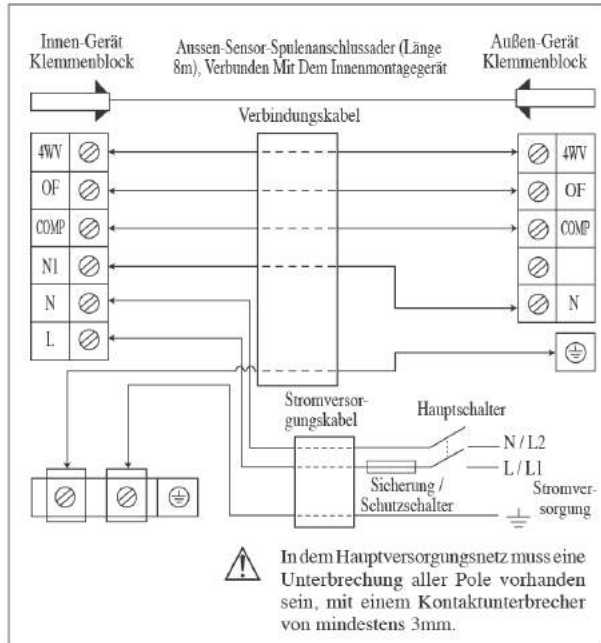 Innen-Gerät
Klemmenblock
Aussen-Sensor-Spulenanschlussader (Länge
8m), Verbunden Mit Dem Innenmontagegerät
Außen-Gerät
Klemmenblock
Verbindungskabel
4WV
OF
COMP
N1
N
L
4WV
OF
COMP
N
Stromversor-
gungskabel
Hauptschalter
N / L2
L / L1
Sicherung /
Schutzschalter
Stromver-
sorgung
In dem Hauptversorgungsnetz muss eine
Unterbrechung aller Pole vorhanden
sein, mit einem Kontaktunterbrecher
von mindestens 3mm.